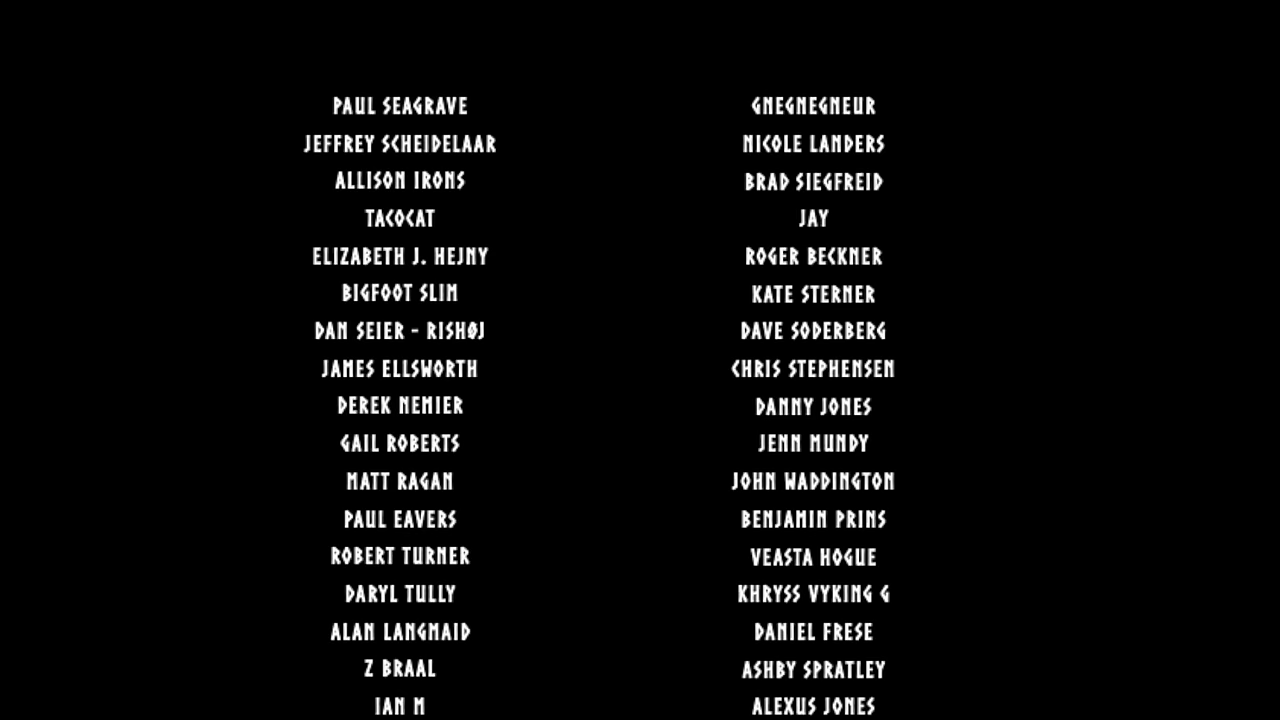 PAUL SEAGRAVE
JEFFREY SCHEIDELAAR
ALLISON IRONS
TACOCAT
ELIZABETH J. HEJNY
BIGFOOT SLIM
DAN SEIER - RISHØJ
JAMES ELLSWORTH
DEREK NEMIER
GAIL ROBERTS
MATT RAGAN
PAUL EAVERS
ROBERT TURNER
DARYL TULLY
ALAN LANGMAID
Z BRAAL
IAN M
GNEGNEGNEUR
NICOLE LANDERS
BRAD SIEGFREID
JAY
ROGER BECKNER
KATE STERNER
DAVE SODERBERG
CHRIS STEPHENSEN
DANNY JONES
JENN MUNDY
JOHN WADDINGTON
BENJAMIN PRINS
VEASTA HOGUE
KHRYSS VYKING G
DANIEL FRESE
ASHBY SPRATLEY
ALEXUS JONES